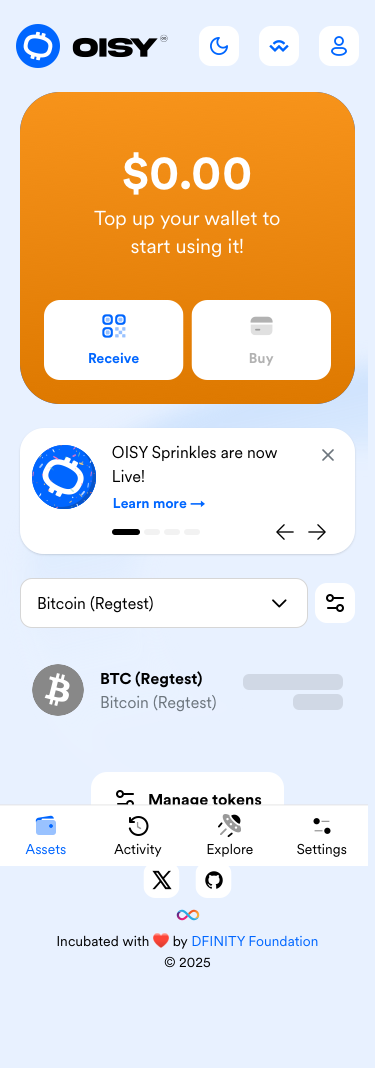 OISY
$0.00
Top up your wallet to
start using it!
Receive
Buy
OISY Sprinkles are now
Live!
Learn more →
Bitcoin (Regtest)
BTC (Regtest)
Bitcoin (Regtest)
Manage tokens
Assets
Activity
Explore
Settings
Incubated with ❤️ by DFINITY Foundation
© 2025